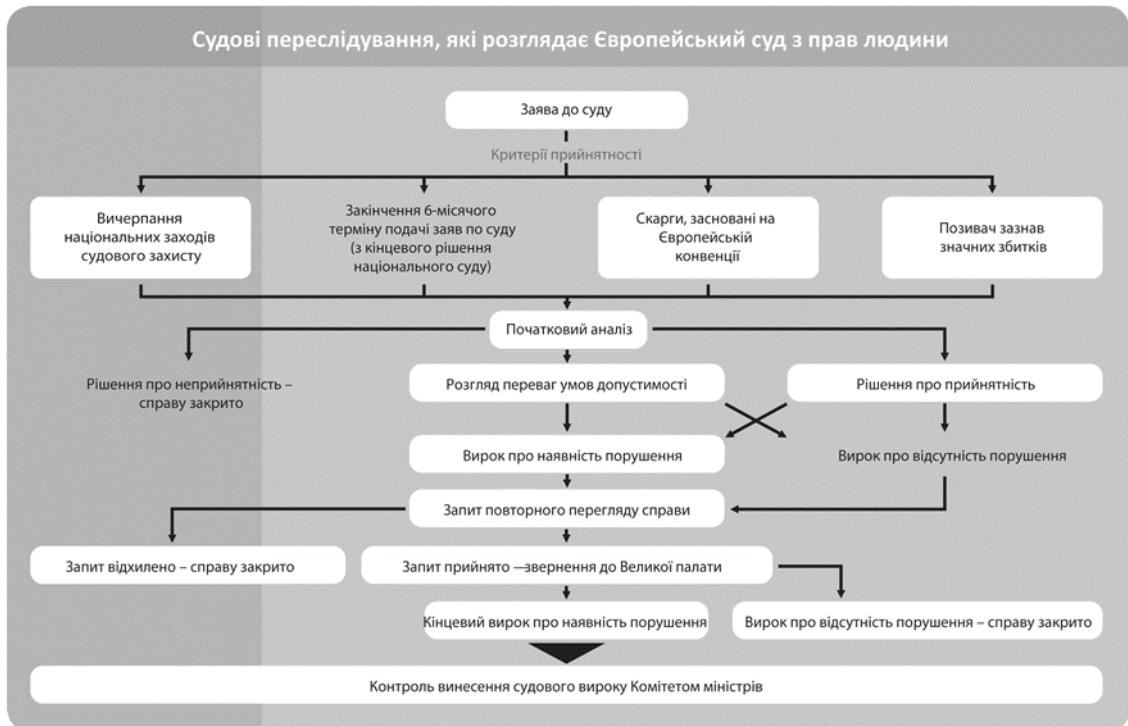 Судові переслідування, які розглядає Європейський суд з прав людини
Заява до суду
Критерії прийнятності
Вичерпання
національних заходів
судового захисту
Закінчення 6-місячого
терміну подачі заяв по суду
(з кінцевого рішення
національного суду)
Скарги, засновані на
Європейській
конвенції
Позивач зазнав
значних збитків
Початковий аналіз
Рішення про неприйнятність –
справу закрито
Розгляд переваг умов допустимості
Рішення про прийнятність
Вирок про наявність порушення
Вирок про відсутність порушення
Запит повторного перегляду справи
Запит відхилено – справу закрито
Запит прийнято —звернення до Великої палати
Кінцевий вирок про наявність порушення
Вирок про відсутність порушення – справу закрито
Контроль винесення судового вироку Комітетом міністрів